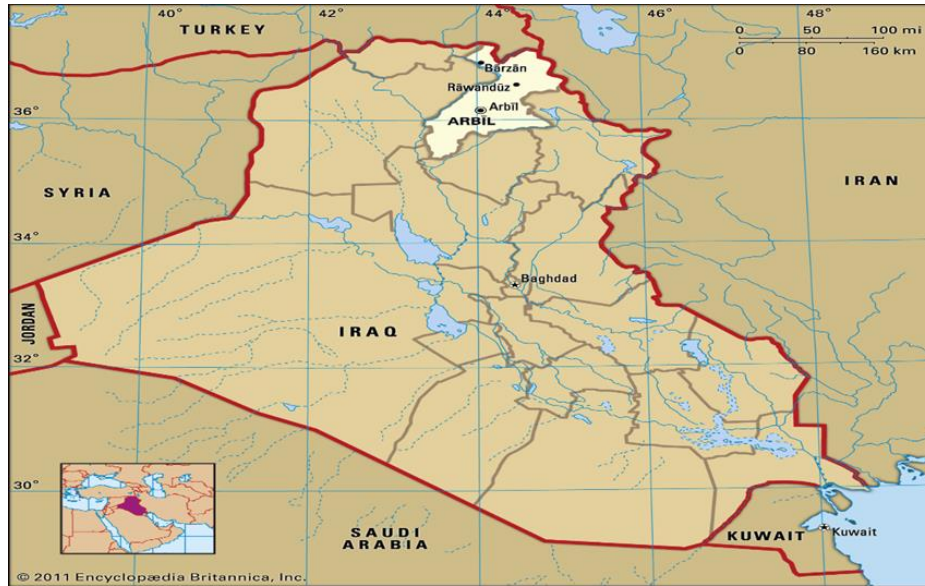 40°
42°
44°
46°
48°
TURKEY
0 50 100 mi
0 80 160 km
Bārzān
Rāwandūz
36°
Arbīl
ARBĪL
SYRIA
IRAN
34°
Baghdad
JORDAN
IRAQ
32°
30°
SAUDI
ARABIA
KUWAIT
Kuwait
© 2011 Encyclopædia Britannica, Inc.